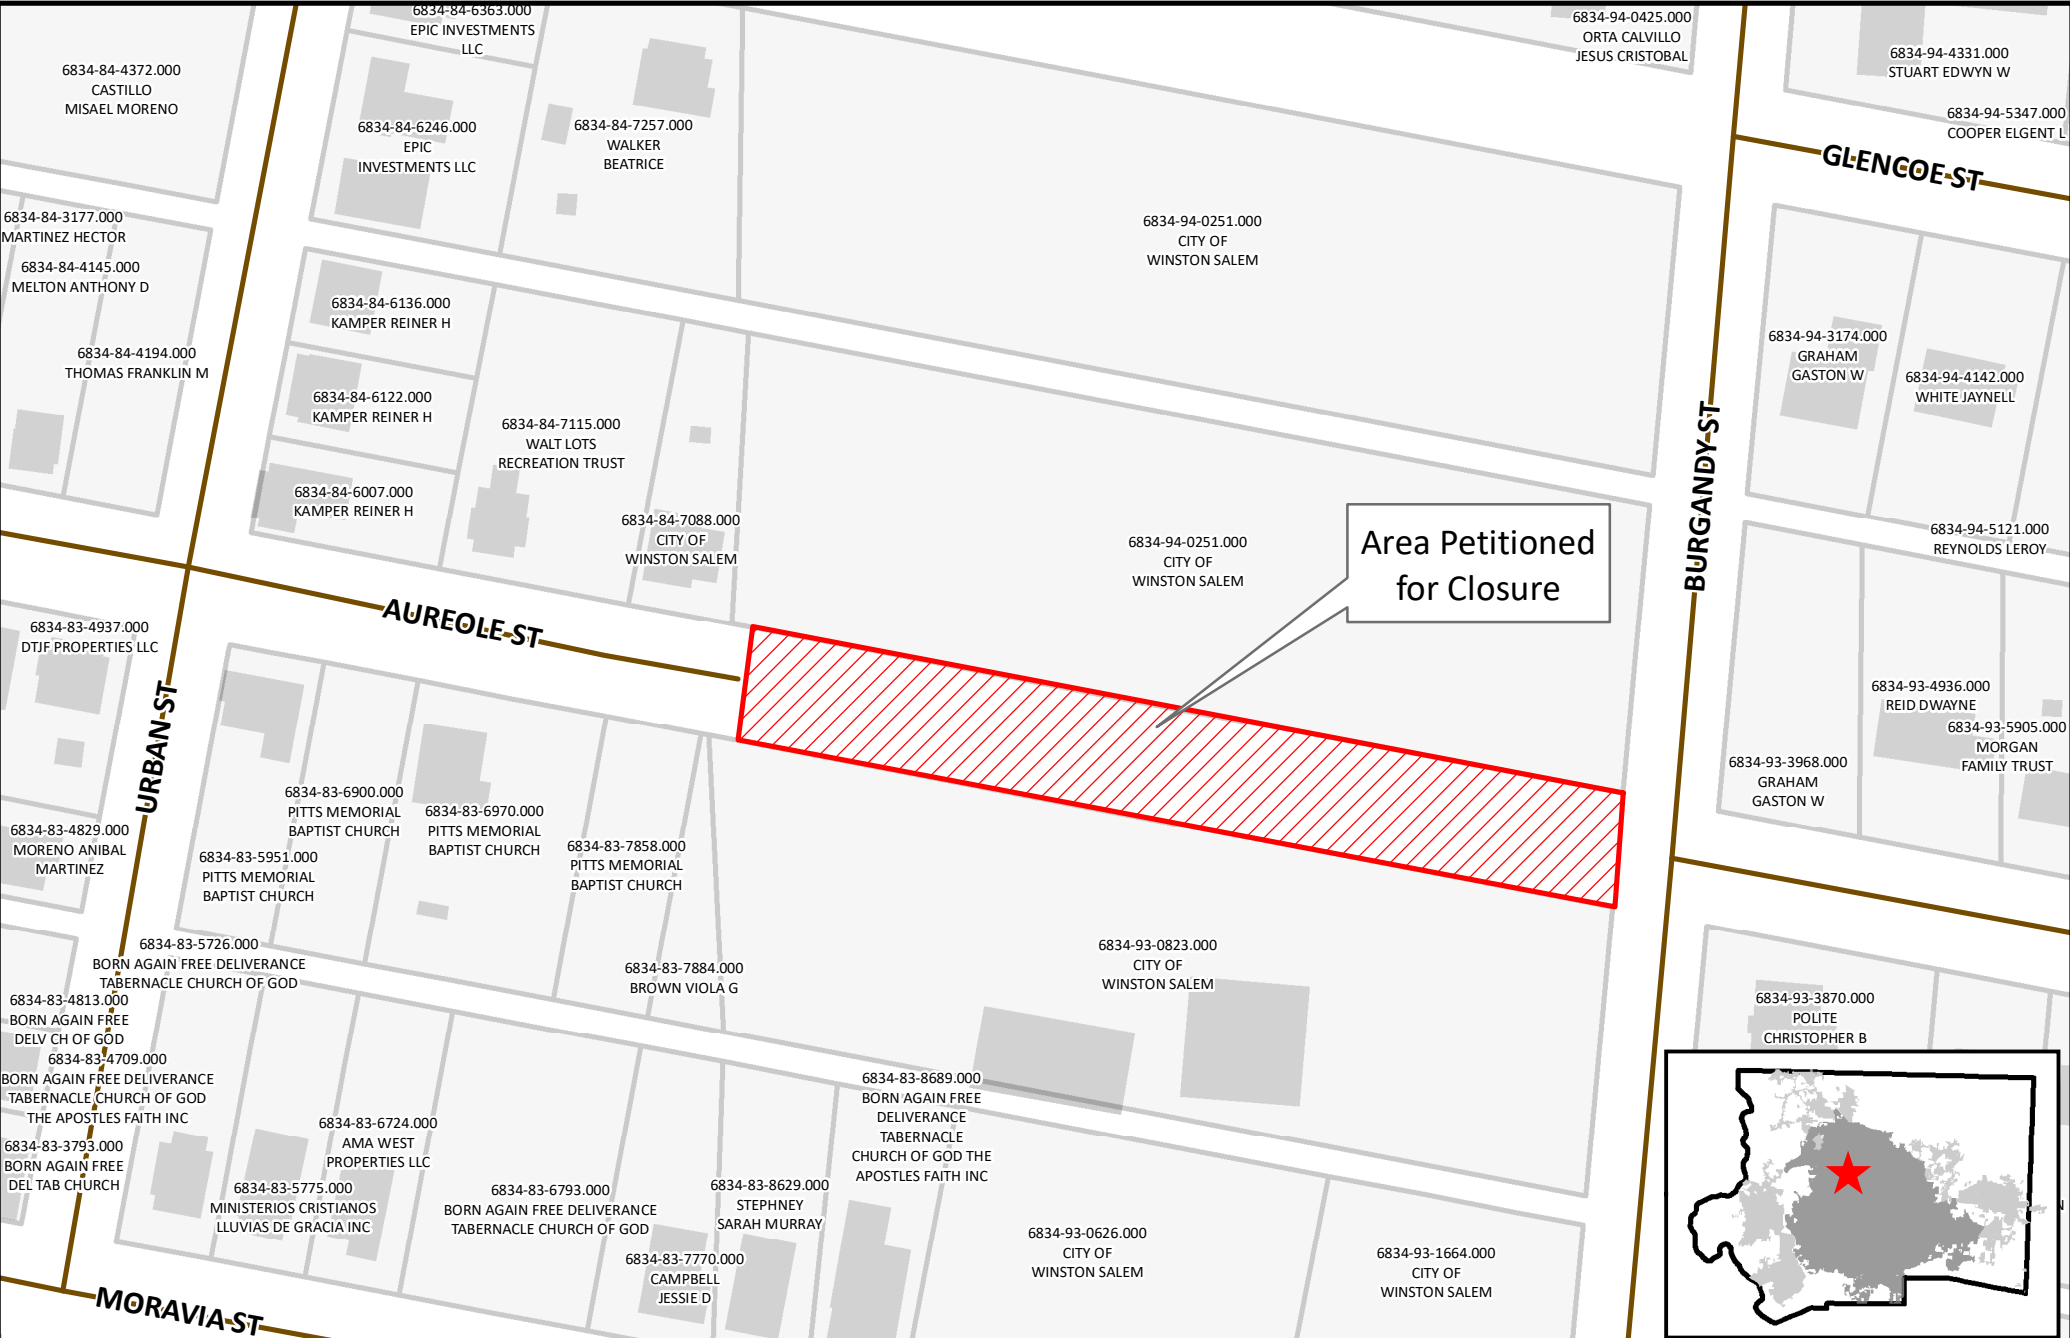 6834-84-6363.000
EPIC INVESTMENTS
LLC
6834-94-0425.000
ORTA CALVILLO
JESUS CRISTOBAL
6834-84-4372.000
CASTILLO
MISAEL MORENO
6834-94-4331.000
STUART EDWYN W
6834-84-6246.000
EPIC
INVESTMENTS LLC
6834-84-7257.000
WALKER
BEATRICE
6834-94-5347.000
COOPER ELGENT L
GLENCOE ST
6834-84-3177.000
MARTINEZ HECTOR
6834-94-0251.000
CITY OF
WINSTON SALEM
6834-84-4145.000
MELTON ANTHONY D
6834-84-6136.000
KAMPER REINER H
6834-84-4194.000
THOMAS FRANKLIN M
6834-94-3174.000
GRAHAM
GASTON W
6834-94-4142.000
WHITE JAYNELL
6834-84-6122.000
KAMPER REINER H
6834-84-7115.000
WALT LOTS
RECREATION TRUST
6834-84-6007.000
KAMPER REINER H
6834-84-7088.000
CITY OF
WINSTON SALEM
6834-94-0251.000
CITY OF
WINSTON SALEM
Area Petitioned
for Closure
BURGANDY ST
6834-94-5121.000
REYNOLDS LEROY
AUREOLE ST
6834-83-4937.000
DTJF PROPERTIES LLC
URBAN ST
6834-93-4936.000
REID DWAYNE
6834-93-5905.000
MORGAN
FAMILY TRUST
6834-93-3968.000
GRAHAM
GASTON W
6834-83-6900.000
PITTS MEMORIAL
BAPTIST CHURCH
6834-83-6970.000
PITTS MEMORIAL
BAPTIST CHURCH
6834-83-4829.000
MORENO ANIBAL
MARTINEZ
6834-83-5951.000
PITTS MEMORIAL
BAPTIST CHURCH
6834-83-7858.000
PITTS MEMORIAL
BAPTIST CHURCH
6834-83-5726.000
BORN AGAIN FREE DELIVERANCE
TABERNACLE CHURCH OF GOD
6834-83-7884.000
BROWN VIOLA G
6834-93-0823.000
CITY OF
WINSTON SALEM
6834-83-4813.000
BORN AGAIN FREE
DELV CH OF GOD
6834-93-3870.000
POLITE
CHRISTOPHER B
6834-83-4709.000
BORN AGAIN FREE DELIVERANCE
TABERNACLE CHURCH OF GOD
THE APOSTLES FAITH INC
6834-83-8689.000
BORN AGAIN FREE
DELIVERANCE
TABERNACLE
CHURCH OF GOD THE
APOSTLES FAITH INC
6834-83-6724.000
AMA WEST
PROPERTIES LLC
6834-83-3793.000
BORN AGAIN FREE
DEL TAB CHURCH
6834-83-5775.000
MINISTERIOS CRISTIANOS
LLUVIAS DE GRACIA INC
6834-83-6793.000
BORN AGAIN FREE DELIVERANCE
TABERNACLE CHURCH OF GOD
6834-83-8629.000
STEPHNEY
SARAH MURRAY
6834-83-7770.000
CAMPBELL
JESSIE D
6834-93-0626.000
CITY OF
WINSTON SALEM
6834-93-1664.000
CITY OF
WINSTON SALEM
MORAVIA ST